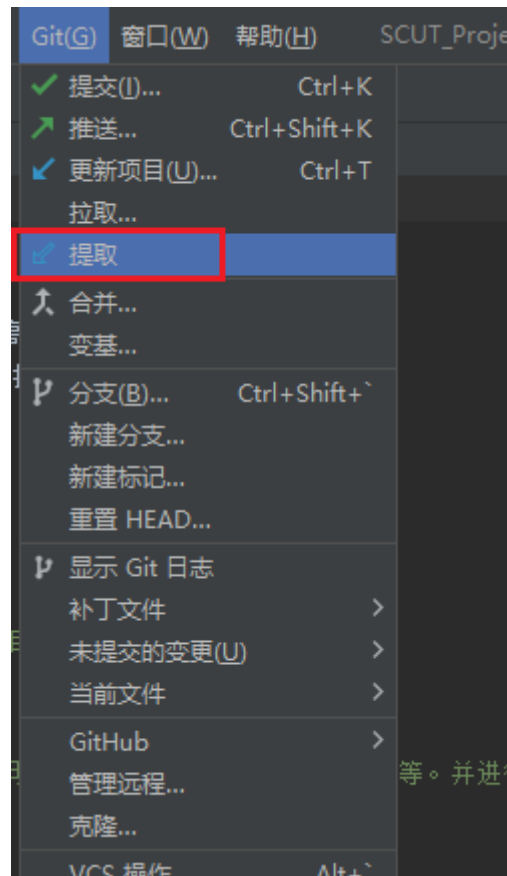 Git(G) 窗口(W) 帮助(H) SCUT_Proje
提交(I)... Ctrl+K
推送... Ctrl+Shift+K
更新项目(U)... Ctrl+T
拉取...
提取
合并...
变基...
分支(B)... Ctrl+Shift+`
新建分支...
新建标记...
重置 HEAD...
显示 Git 日志
补丁文件
未提交的变更(U)
当前文件
GitHub
管理远程... 等。并进
克隆...
VCS 操作... Alt+`